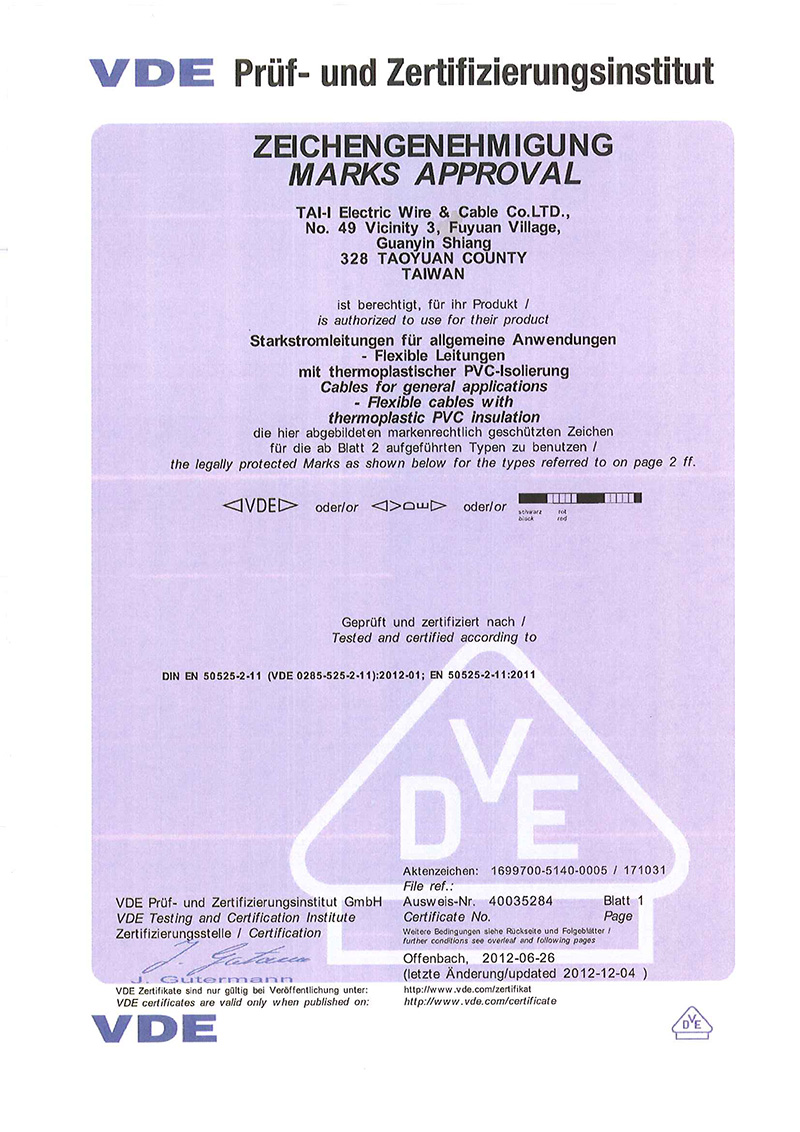 VDE Prüf- und Zertifizierungsinstitut
ZEICHENGENEHMIGUNG
MARKS APPROVAL
TAI-I Electric Wire & Cable Co.LTD.,
No. 49 Vicinity 3, Fuyuan Village,
Guanyin Shiang
328 TAOYUAN COUNTY
TAIWAN
ist berechtigt, für ihr Produkt /
is authorized to use for their product
Starkstromleitungen für allgemeine Anwendungen
- Flexible Leitungen
mit thermoplastischer PVC-Isolierung
Cables for general applications
- Flexible cables with
thermoplastic PVC insulation
die hier abgebildeten markenrechtlich geschützten Zeichen
für die ab Blatt 2 aufgeführten Typen zu benutzen /
the legally protected Marks as shown below for the types referred to on page 2 ff.
◁VDE▷ oder/or ◁>DE▷ oder/or
schwarz rot
black red
Geprüft und zertifiziert nach /
Tested and certified according to
DIN EN 50525-2-11 (VDE 0285-525-2-11):2012-01; EN 50525-2-11:2011
DVE
Aktenzeichen: 1699700-5140-0005 / 171031
File ref.:
VDE Prüf- und Zertifizierungsinstitut GmbH
VDE Testing and Certification Institute
Zertifizierungsstelle / Certification
Ausweis-Nr. 40035284 Blatt 1
Certificate No. Page
Weitere Bedingungen siehe Rückseite und Folgeblätter /
further conditions see overleaf and following pages
Offenbach, 2012-06-26
(letzte Änderung/updated 2012-12-04 )
J. Gutermann
VDE Zertifikate sind nur gültig bei Veröffentlichung unter: http://www.vde.com/zertifikat
VDE certificates are valid only when published on: http://www.vde.com/certificate
VDE
DVE